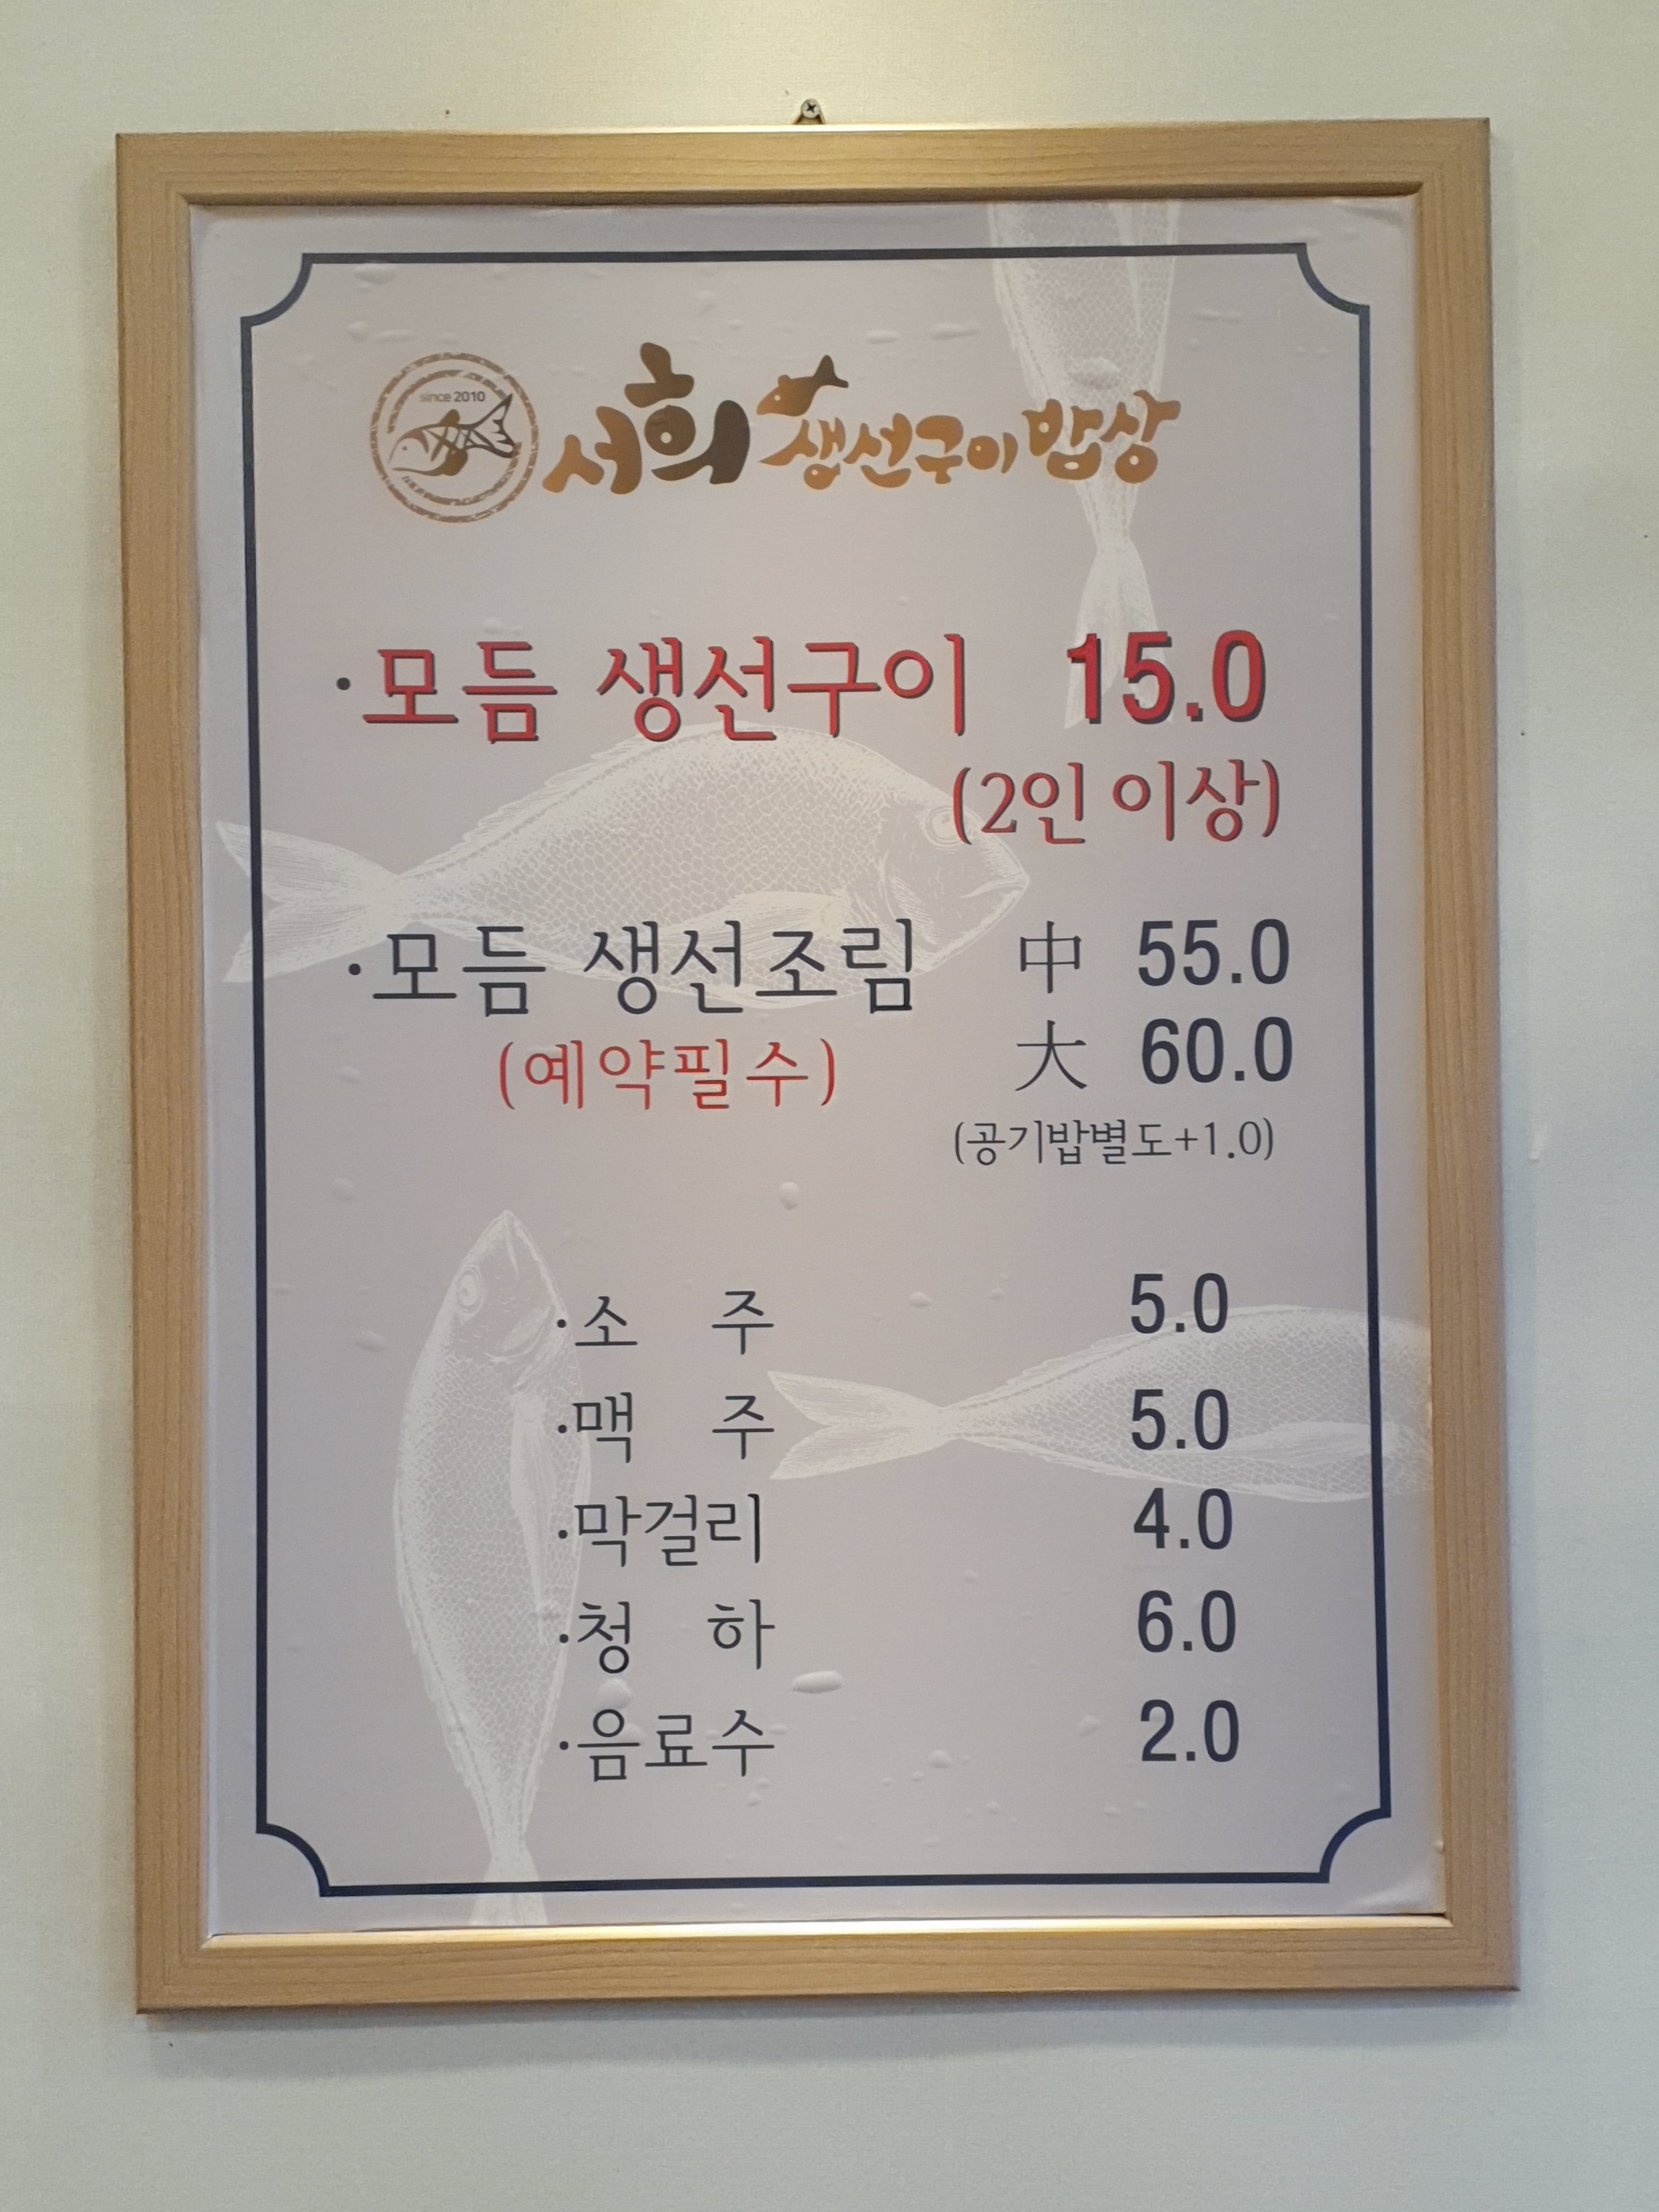 since 2010
서희 생선구이 밥상
·모듬 생선구이 15.0
(2인 이상)
·모듬 생선조림 中 55.0
(예약필수) 大 60.0
(공기밥별도+1.0)
·소 주 5.0
·맥 주 5.0
·막걸리 4.0
·청 하 6.0
·음료수 2.0